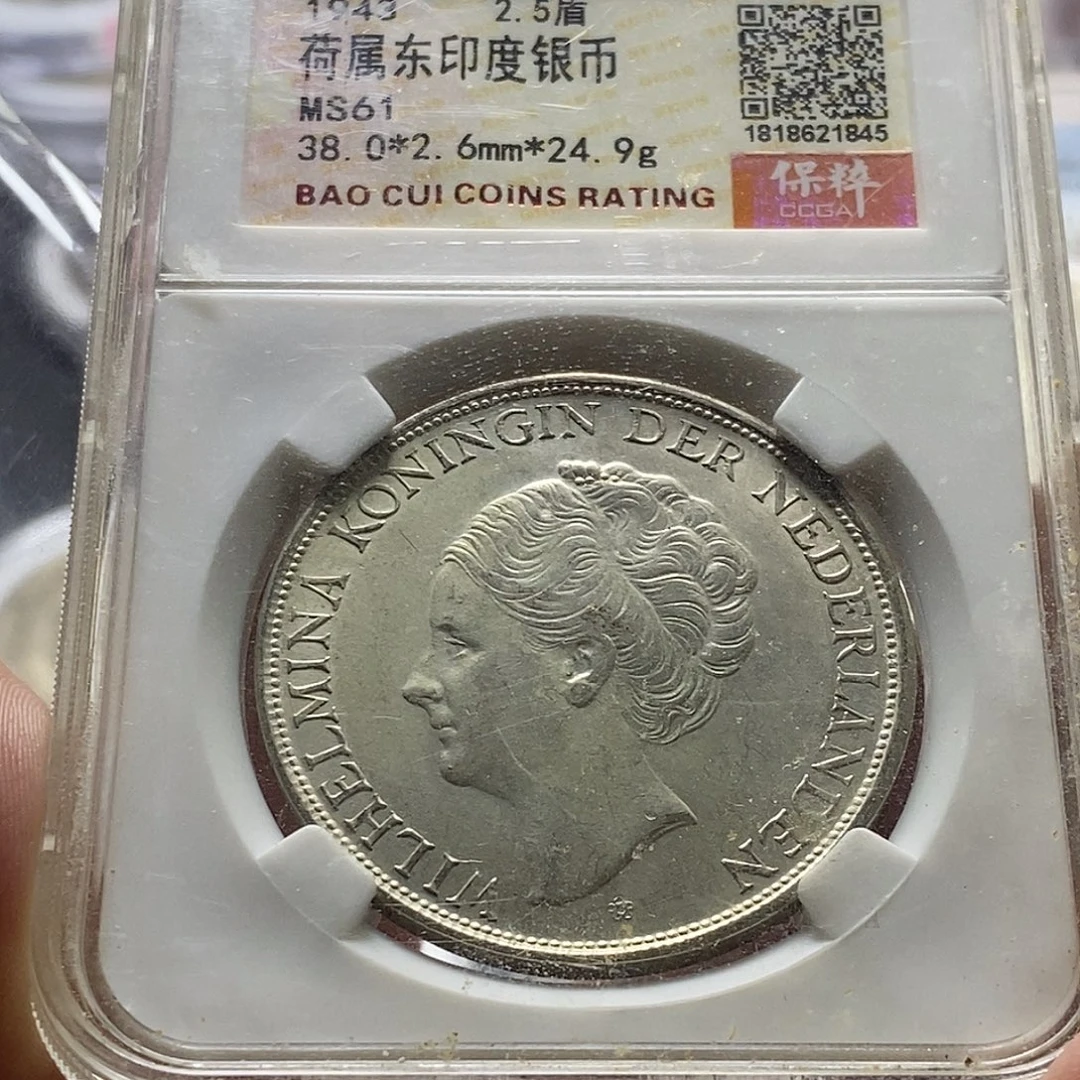 1943 2.5盾
荷属东印度银币
MS61
38.0*2.6mm*24.9g
1818621845
BAO CUI COINS RATING
保粹
CCGA
WILHELMINA KONINGIN DER NEDERLANDEN